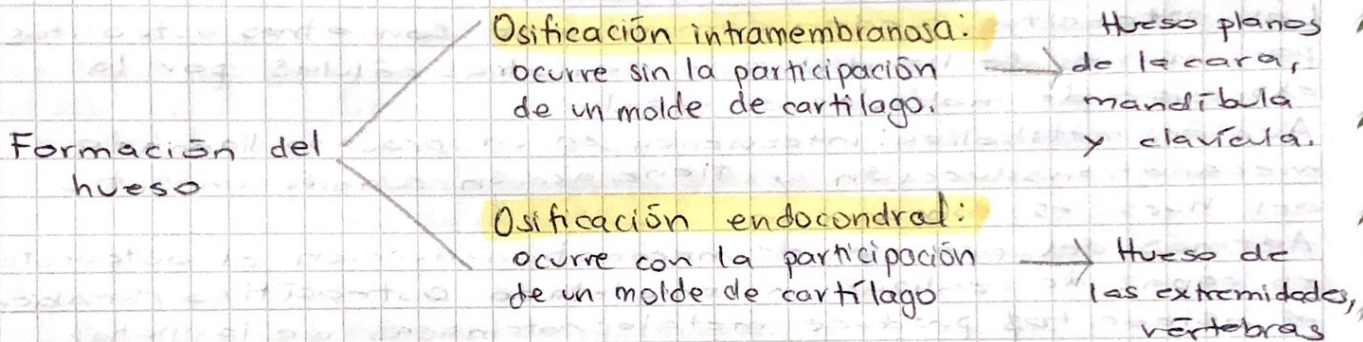 Formación del
hueso
Osificación intramembranosa:
ocurre sin la participación
de un molde de cartilago.
Hueso planos
de la cara,
mandíbula
y clavícula.
Osificación endocondral:
ocurre con la participación
de un molde de cartílago
Hueso de
las extremidades,
vértebras